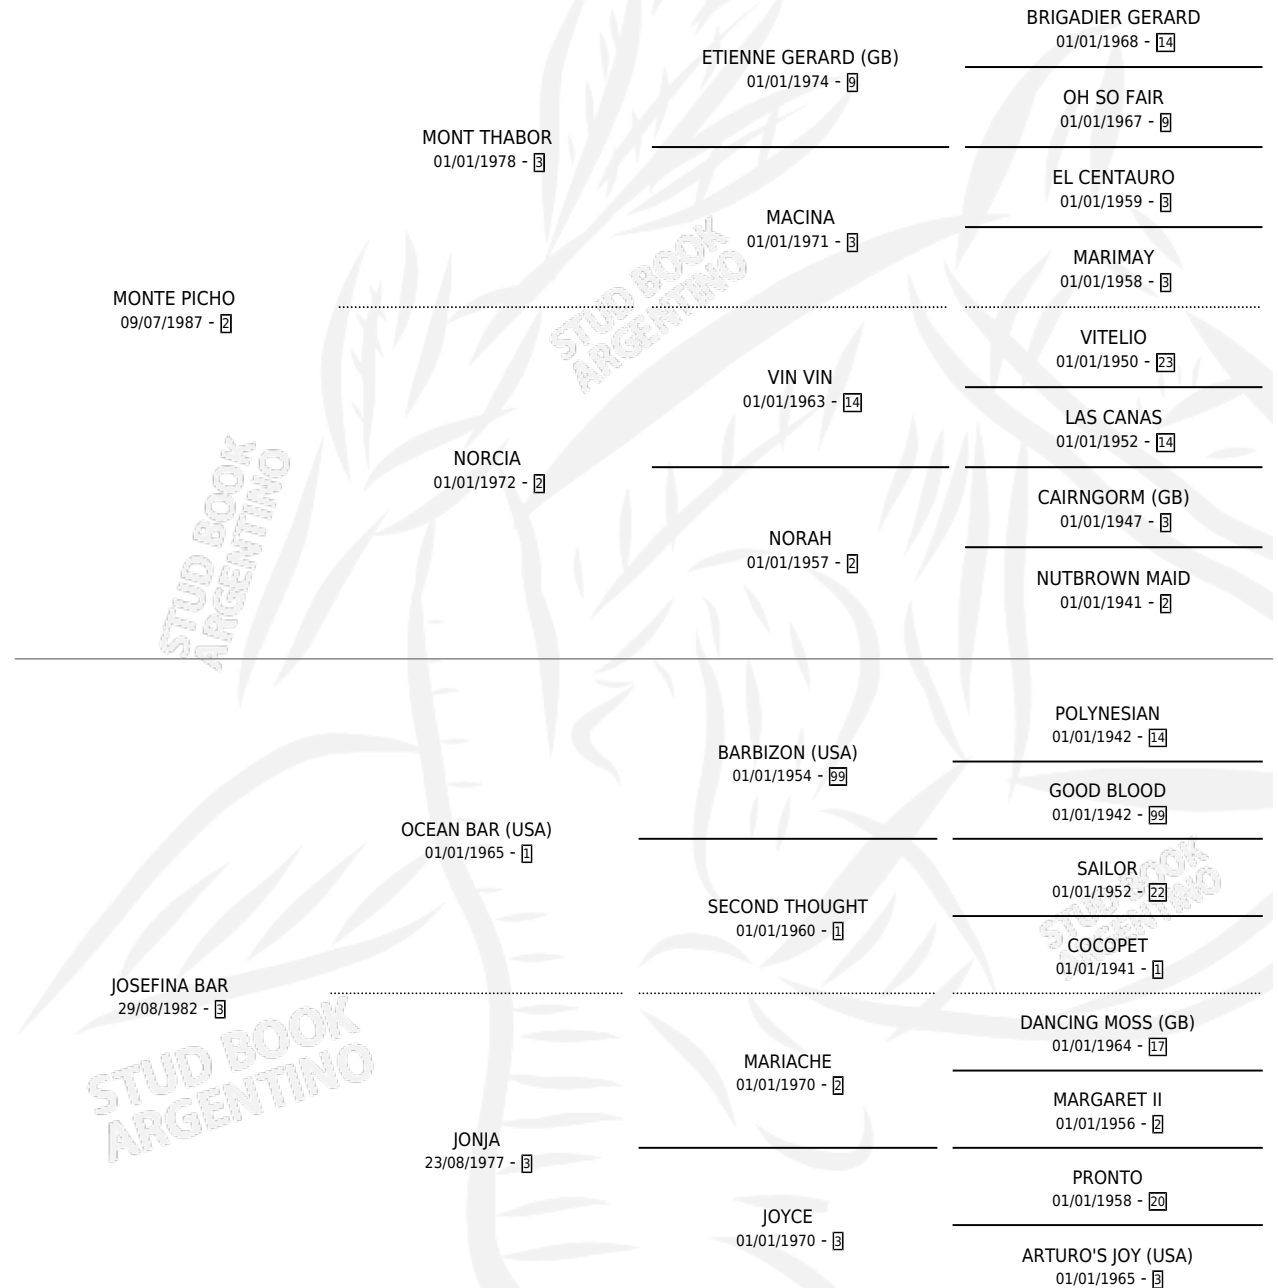 BRIGADIER GERARD
01/01/1968 - 14
ETIENNE GERARD (GB)
01/01/1974 - 9
OH SO FAIR
01/01/1967 - 9
MONT THABOR
01/01/1978 - 3
EL CENTAURO
01/01/1959 - 3
MACINA
01/01/1971 - 3
MARIMAY
01/01/1958 - 3
MONTE PICHO
09/07/1987 - 2
VITELIO
01/01/1950 - 23
VIN VIN
01/01/1963 - 14
LAS CANAS
01/01/1952 - 14
NORCIA
01/01/1972 - 2
CAIRNGORM (GB)
01/01/1947 - 3
NORAH
01/01/1957 - 2
NUTBROWN MAID
01/01/1941 - 2
STUD BOOK
ARGENTINO
STUD BOOK
ARGENTINO
POLYNESIAN
01/01/1942 - 14
BARBIZON (USA)
01/01/1954 - 99
GOOD BLOOD
01/01/1942 - 99
OCEAN BAR (USA)
01/01/1965 - 1
SAILOR
01/01/1952 - 22
SECOND THOUGHT
01/01/1960 - 1
COCOPET
01/01/1941 - 1
JOSEFINA BAR
29/08/1982 - 3
DANCING MOSS (GB)
01/01/1964 - 17
MARIACHE
01/01/1970 - 2
MARGARET II
01/01/1956 - 2
JONJA
23/08/1977 - 3
PRONTO
01/01/1958 - 20
JOYCE
01/01/1970 - 3
ARTURO'S JOY (USA)
01/01/1965 - 3
STUD BOOK
ARGENTINO
STUD BOOK
ARGENTINO